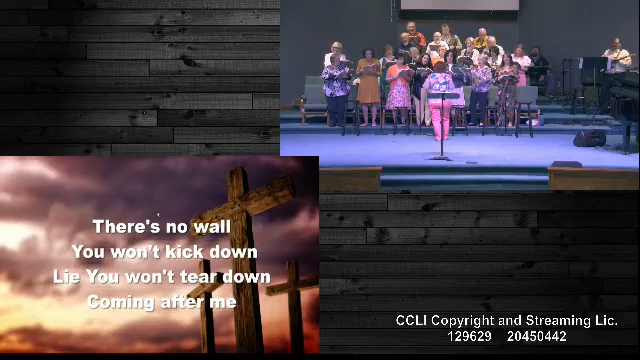 There's no wall
You won't kick down
Lie You won't tear down
Coming after me
CCLI Copyright and Streaming Lic.
129629 20450442